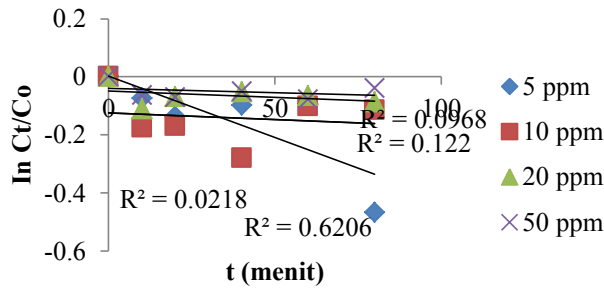 0.2
0
-0.2
-0.4
-0.6
0
50
100
ln Ct/Co
t (menit)
R² = 0.0968
R² = 0.122
R² = 0.0218
R² = 0.6206
5 ppm
10 ppm
20 ppm
50 ppm